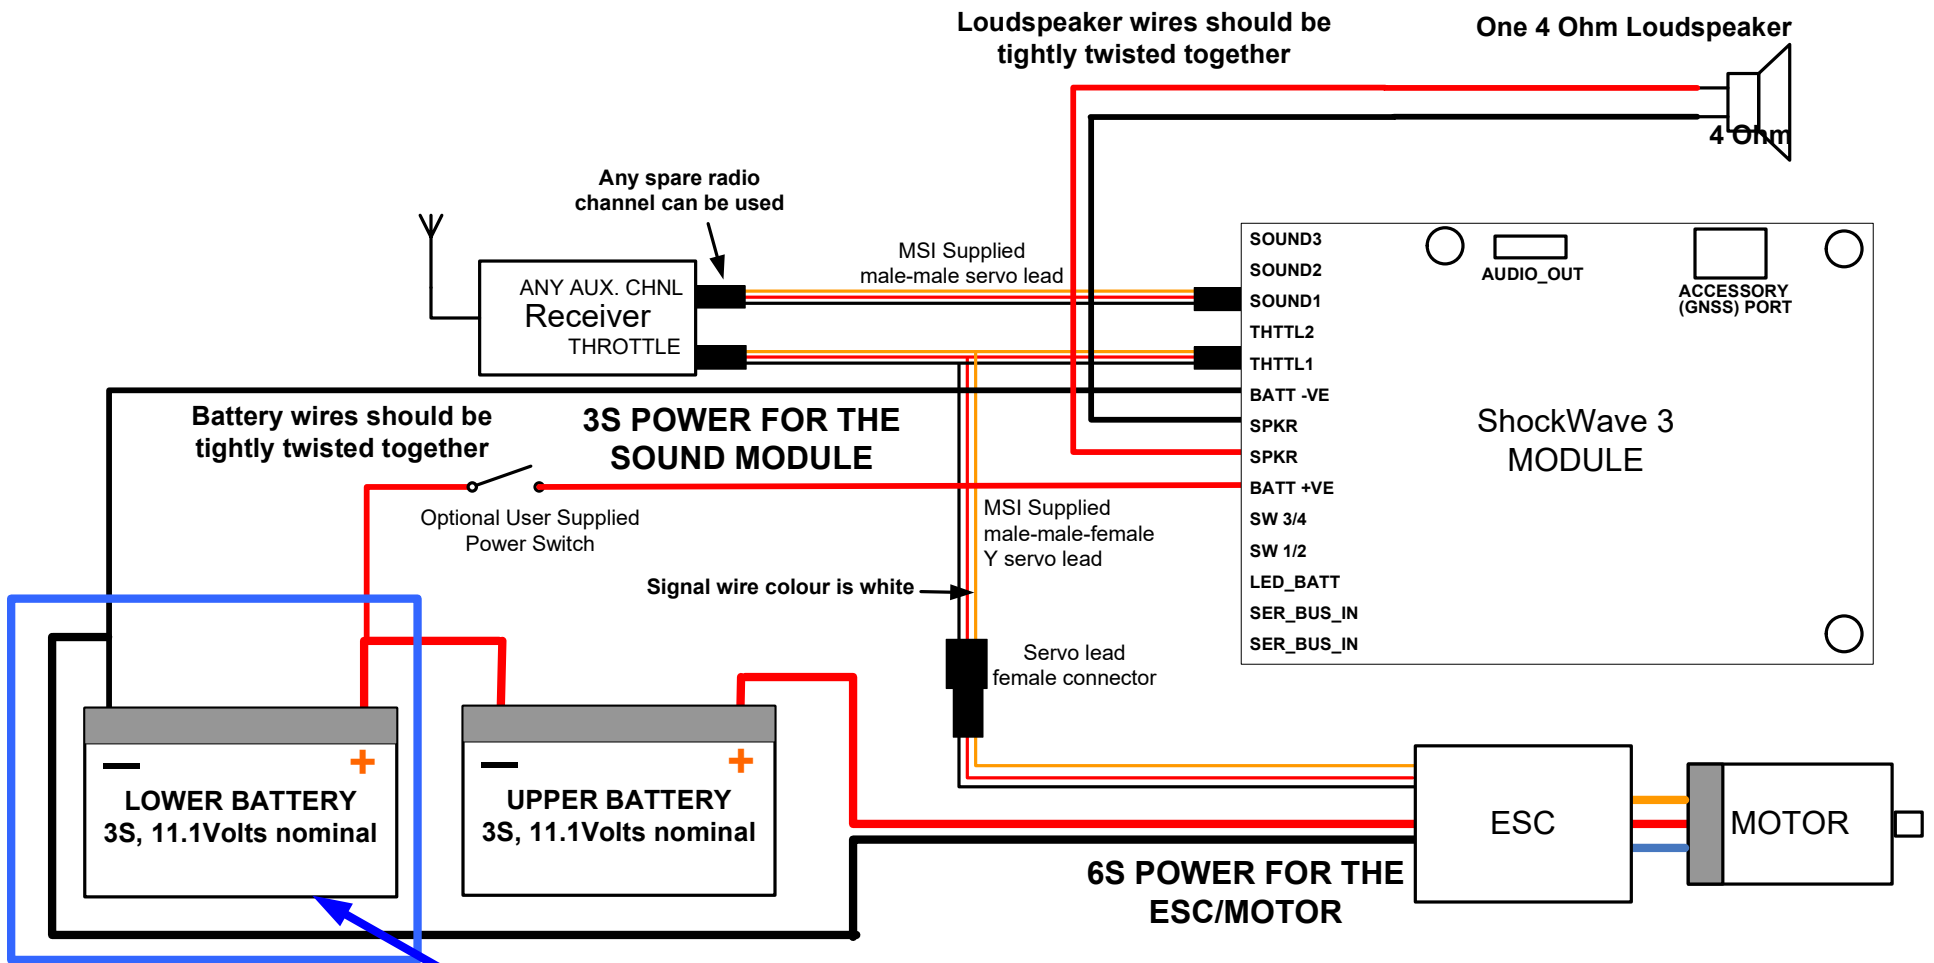 Loudspeaker wires should be
tightly twisted together
One 4 Ohm Loudspeaker
4 Ohm
Any spare radio
channel can be used
MSI Supplied
male-male servo lead
ANY AUX. CHNL
Receiver
THROTTLE
SOUND3
SOUND2
SOUND1
THTTL2
THTTL1
BATT -VE
SPKR
SPKR
BATT +VE
SW 3/4
SW 1/2
LED_BATT
SER_BUS_IN
SER_BUS_IN
AUDIO_OUT
ACCESSORY
(GNSS) PORT
ShockWave 3
MODULE
Battery wires should be
tightly twisted together
3S POWER FOR THE
SOUND MODULE
Optional User Supplied
Power Switch
MSI Supplied
male-male-female
Y servo lead
Signal wire colour is white
Servo lead
female connector
LOWER BATTERY
3S, 11.1Volts nominal
UPPER BATTERY
3S, 11.1Volts nominal
6S POWER FOR THE
ESC/MOTOR
ESC
MOTOR